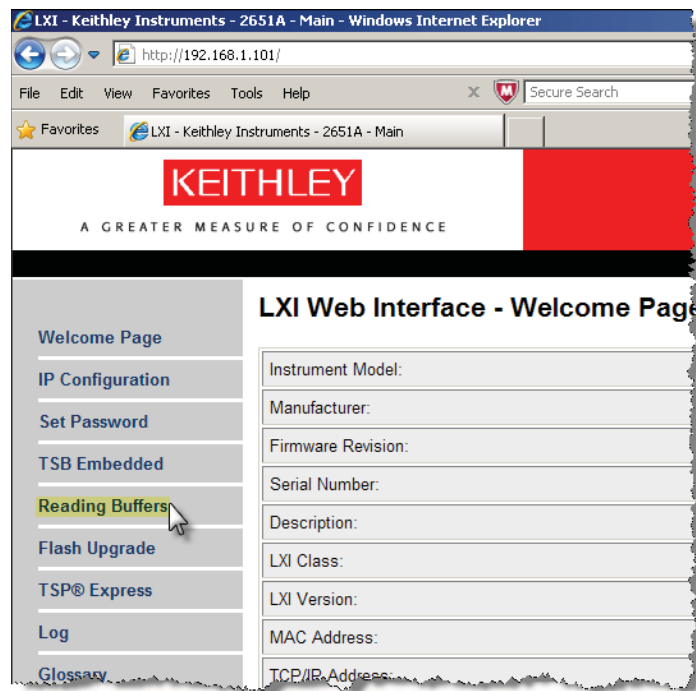 LXI - Keithley Instruments - 2651A - Main - Windows Internet Explorer
http://192.168.1.101/
File Edit View Favorites Tools Help x Secure Search
Favorites LXI - Keithley Instruments - 2651A - Main
KEITHLEY
A GREATER MEASURE OF CONFIDENCE
LXI Web Interface - Welcome Page
Welcome Page
IP Configuration
Set Password
TSB Embedded
Reading Buffers
Flash Upgrade
TSP® Express
Log
Glossary
Instrument Model:
Manufacturer:
Firmware Revision:
Serial Number:
Description:
LXI Class:
LXI Version:
MAC Address:
TCP/IP Address: